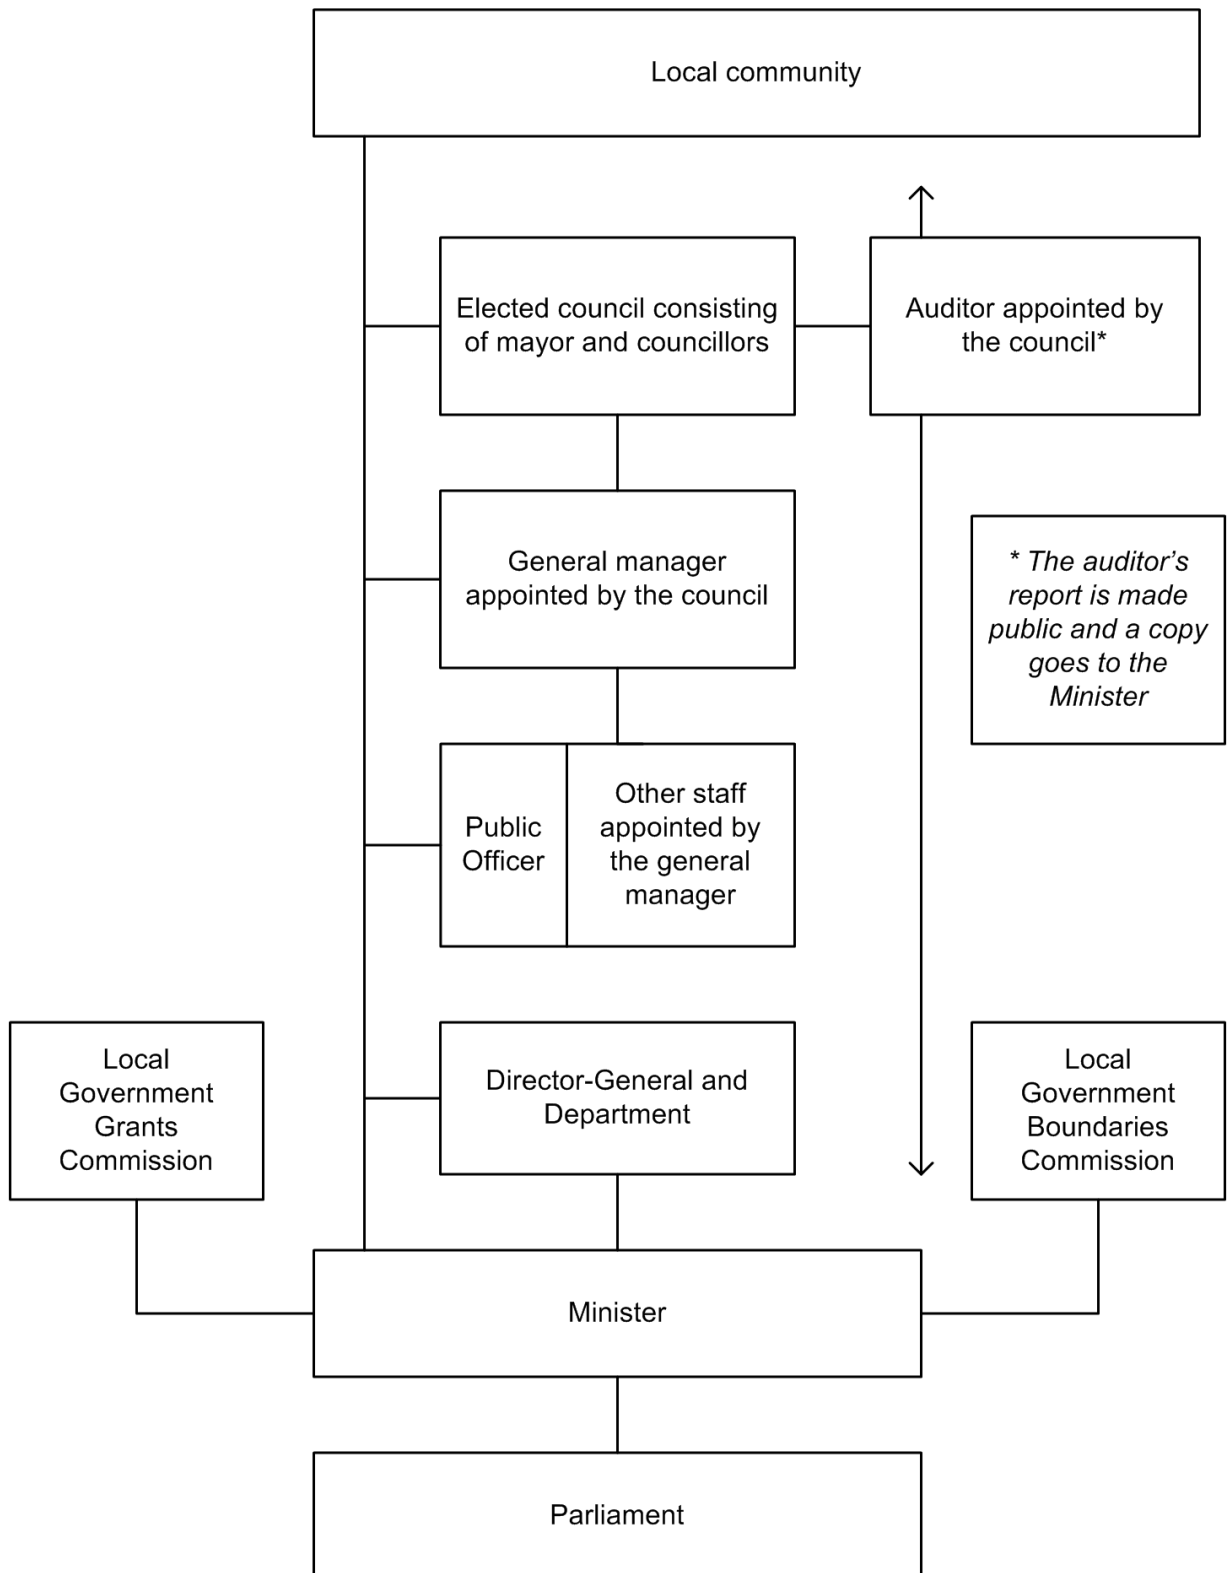 Local community
Elected council consisting
of mayor and councillors
Auditor appointed by
the council*
General manager
appointed by the council
* The auditor’s
report is made
public and a copy
goes to the
Minister
Public
Officer
Other staff
appointed by
the general
manager
Local
Government
Grants
Commission
Director-General and
Department
Local
Government
Boundaries
Commission
Minister
Parliament